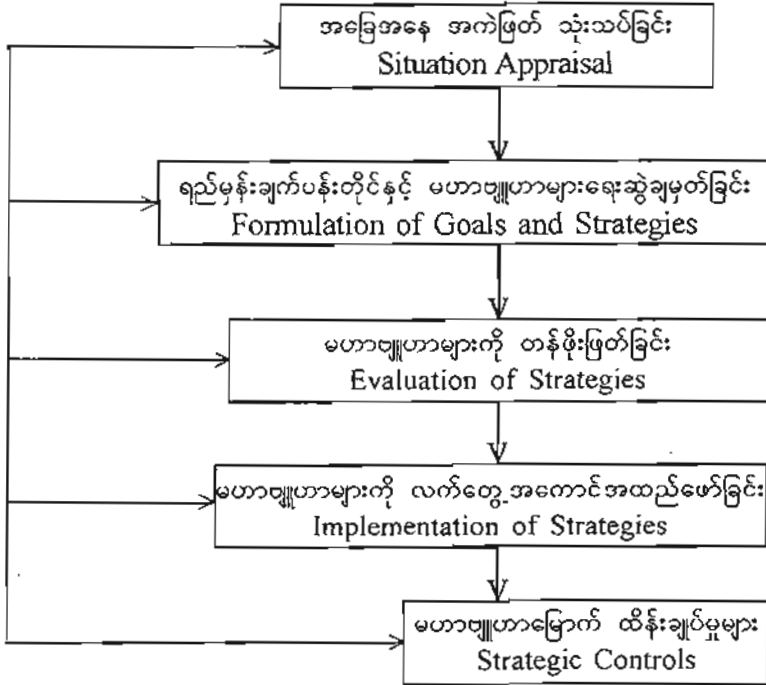 အခြေအနေ အကဲဖြတ် သုံးသပ်ခြင်း
Situation Appraisal
ရည်မှန်းချက်ပန်းတိုင်နှင့် မဟာဗျူဟာများရေးဆွဲချမှတ်ခြင်း
Formulation of Goals and Strategies
မဟာဗျူဟာများကို တန်ဖိုးဖြတ်ခြင်း
Evaluation of Strategies
မဟာဗျူဟာများကို လက်တွေ့အကောင်အထည်ဖော်ခြင်း
Implementation of Strategies
မဟာဗျူဟာမြောက် ထိန်းချုပ်မှုများ
Strategic Controls